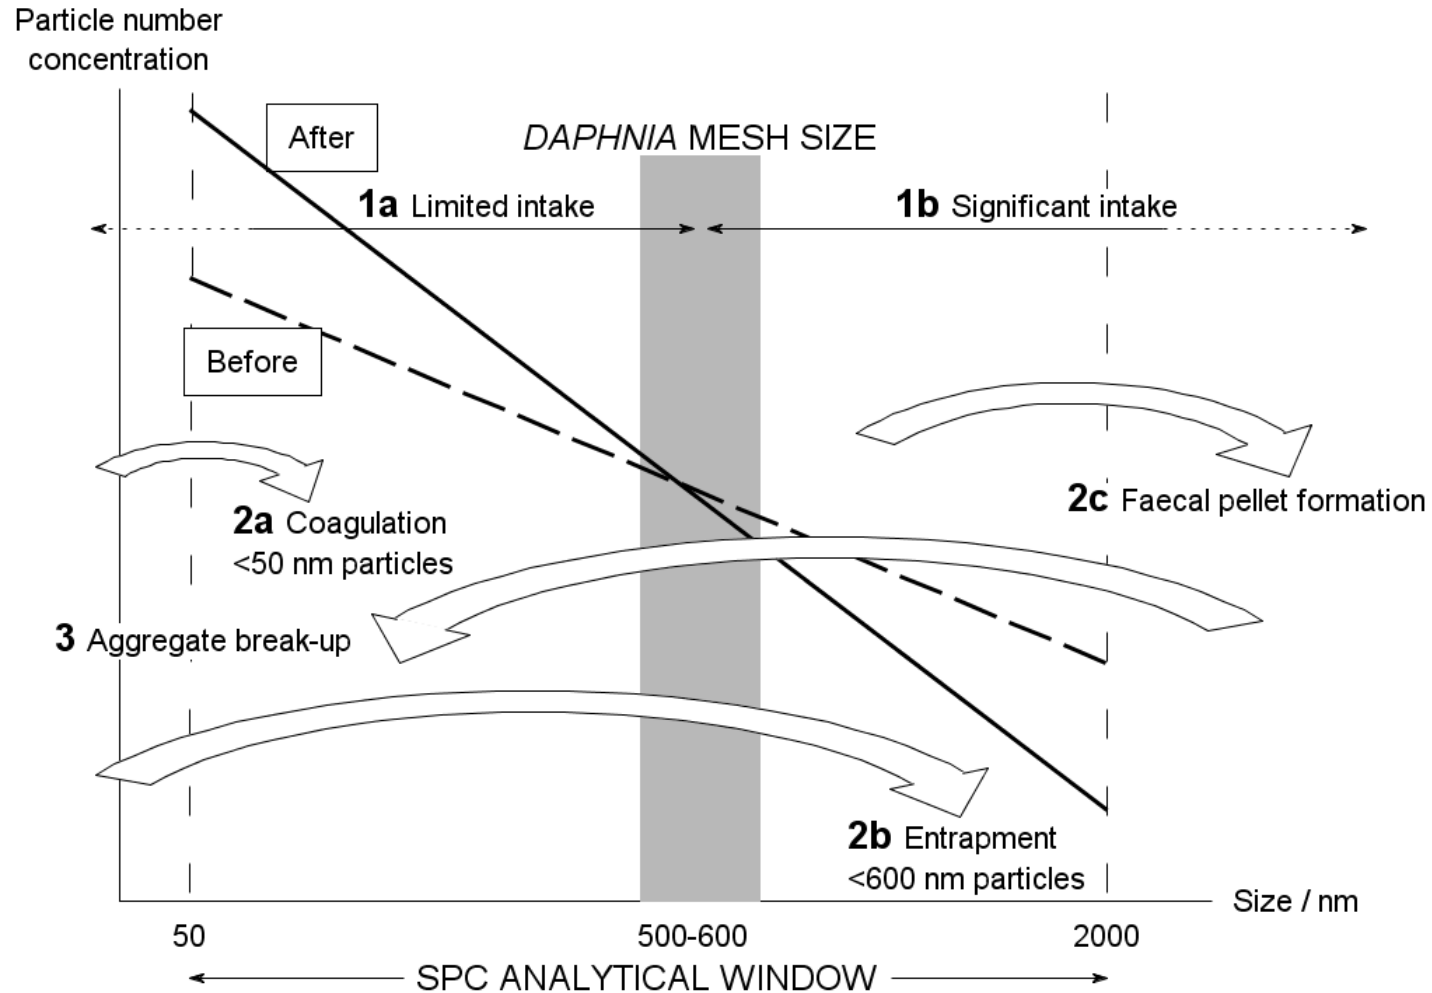 Particle number
concentration
After
DAPHNIA MESH SIZE
1a Limited intake
1b Significant intake
Before
2c Faecal pellet formation
2a Coagulation
<50 nm particles
3 Aggregate break-up
2b Entrapment
<600 nm particles
Size / nm
50
500-600
2000
SPC ANALYTICAL WINDOW